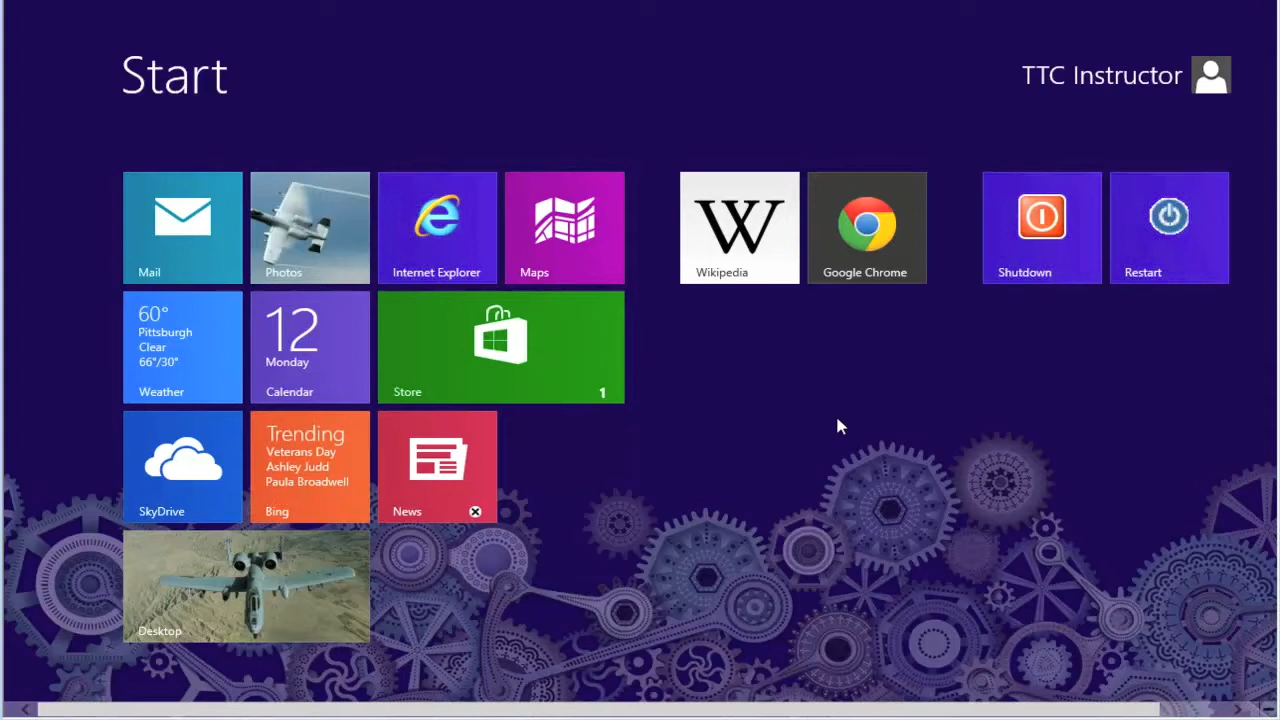 Start
TTC Instructor
Mail
Photos
Internet Explorer
Maps
W
Wikipedia
Google Chrome
Shutdown
Restart
60°
Pittsburgh
Clear
66°/30°
Weather
12
Monday
Calendar
Store
1
SkyDrive
Trending
Veterans Day
Ashley Judd
Paula Broadwell
Bing
News
Desktop